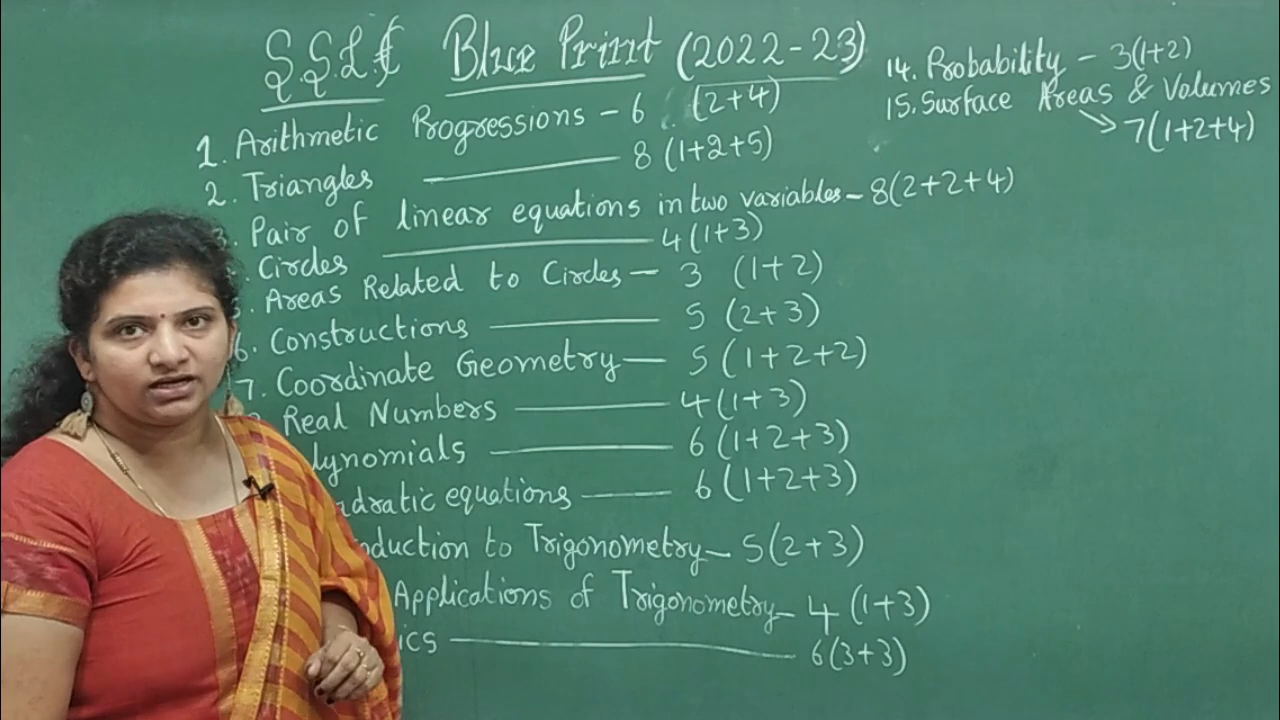 SSLC Blue Print (2022-23)
1. Arithmetic Progressions - 6 (2+4)
2. Triangles 8 (1+2+5)
3. Pair of linear equations in two variables - 8(2+2+4)
Circles 4(1+3)
Areas Related to Circles - 3 (1+2)
6. Constructions 5 (2+3)
7. Coordinate Geometry - 5 (1+2+2)
Real Numbers 4(1+3)
lynomials 6(1+2+3)
adratic equations 6(1+2+3)
oduction to Trigonometry - 5(2+3)
Applications of Trigonometry - 4 (1+3)
ics 6(3+3)
14. Probability - 3(1+2)
15. Surface Areas & Volumes
7(1+2+4)